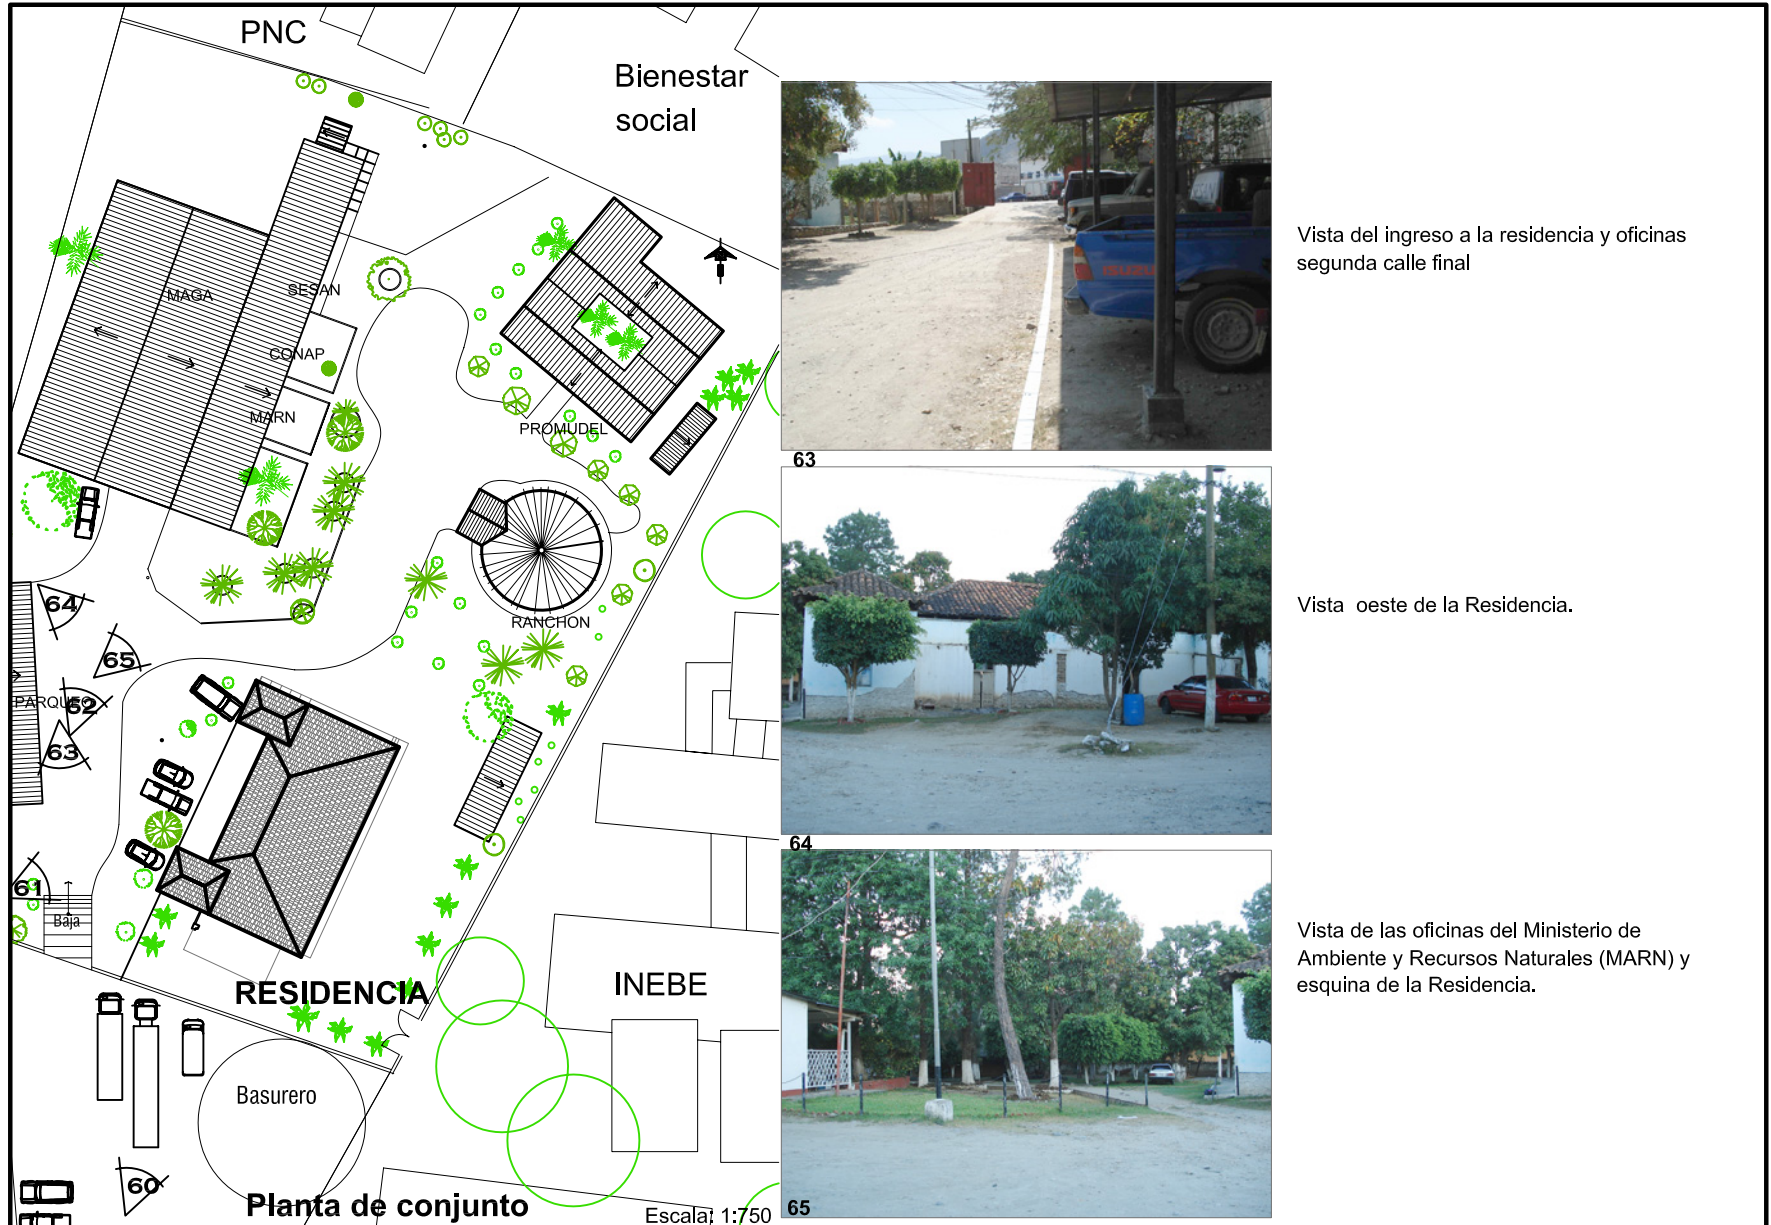 PNC
Bienestar
social
MAGA
SESAN
CONAP
MARN
PROMUDEL
RANCHON
64
65
PARQUEO
62
63
61
Baja
RESIDENCIA
INEBE
Basurero
60
Planta de conjunto
Escala: 1:750
ISUZU
63
Vista del ingreso a la residencia y oficinas
segunda calle final
64
Vista oeste de la Residencia.
65
Vista de las oficinas del Ministerio de
Ambiente y Recursos Naturales (MARN) y
esquina de la Residencia.